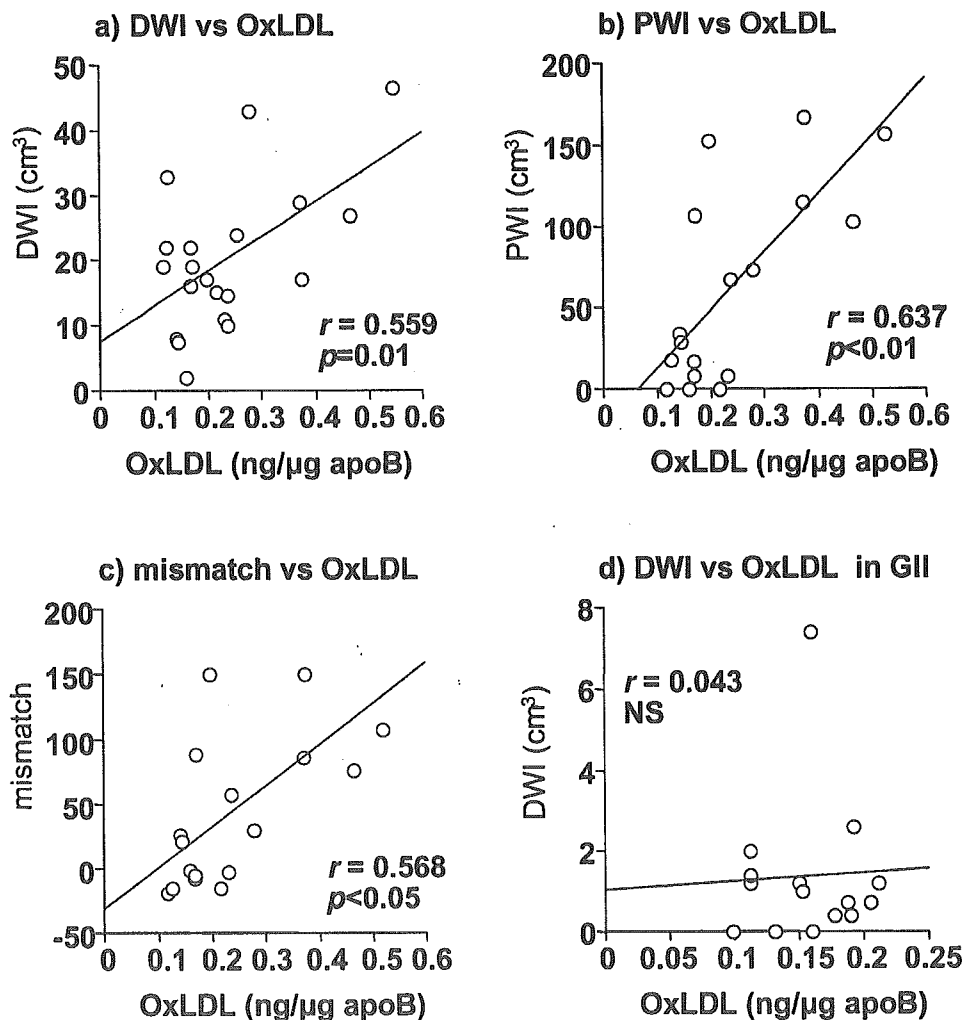 a) DWI vs OxLDL
50
40
30
20
10
0
DWI (cm³)
r = 0.559
p=0.01
0 0.1 0.2 0.3 0.4 0.5 0.6
OxLDL (ng/µg apoB)
b) PWI vs OxLDL
200
150
100
50
0
PWI (cm³)
r = 0.637
p<0.01
0 0.1 0.2 0.3 0.4 0.5 0.6
OxLDL (ng/µg apoB)
c) mismatch vs OxLDL
200
150
100
50
0
-50
mismatch
r = 0.568
p<0.05
0 0.1 0.2 0.3 0.4 0.5 0.6
OxLDL (ng/µg apoB)
d) DWI vs OxLDL in GII
8
6
4
2
0
DWI (cm³)
r = 0.043
NS
0 0.05 0.1 0.15 0.20 0.25
OxLDL (ng/µg apoB)